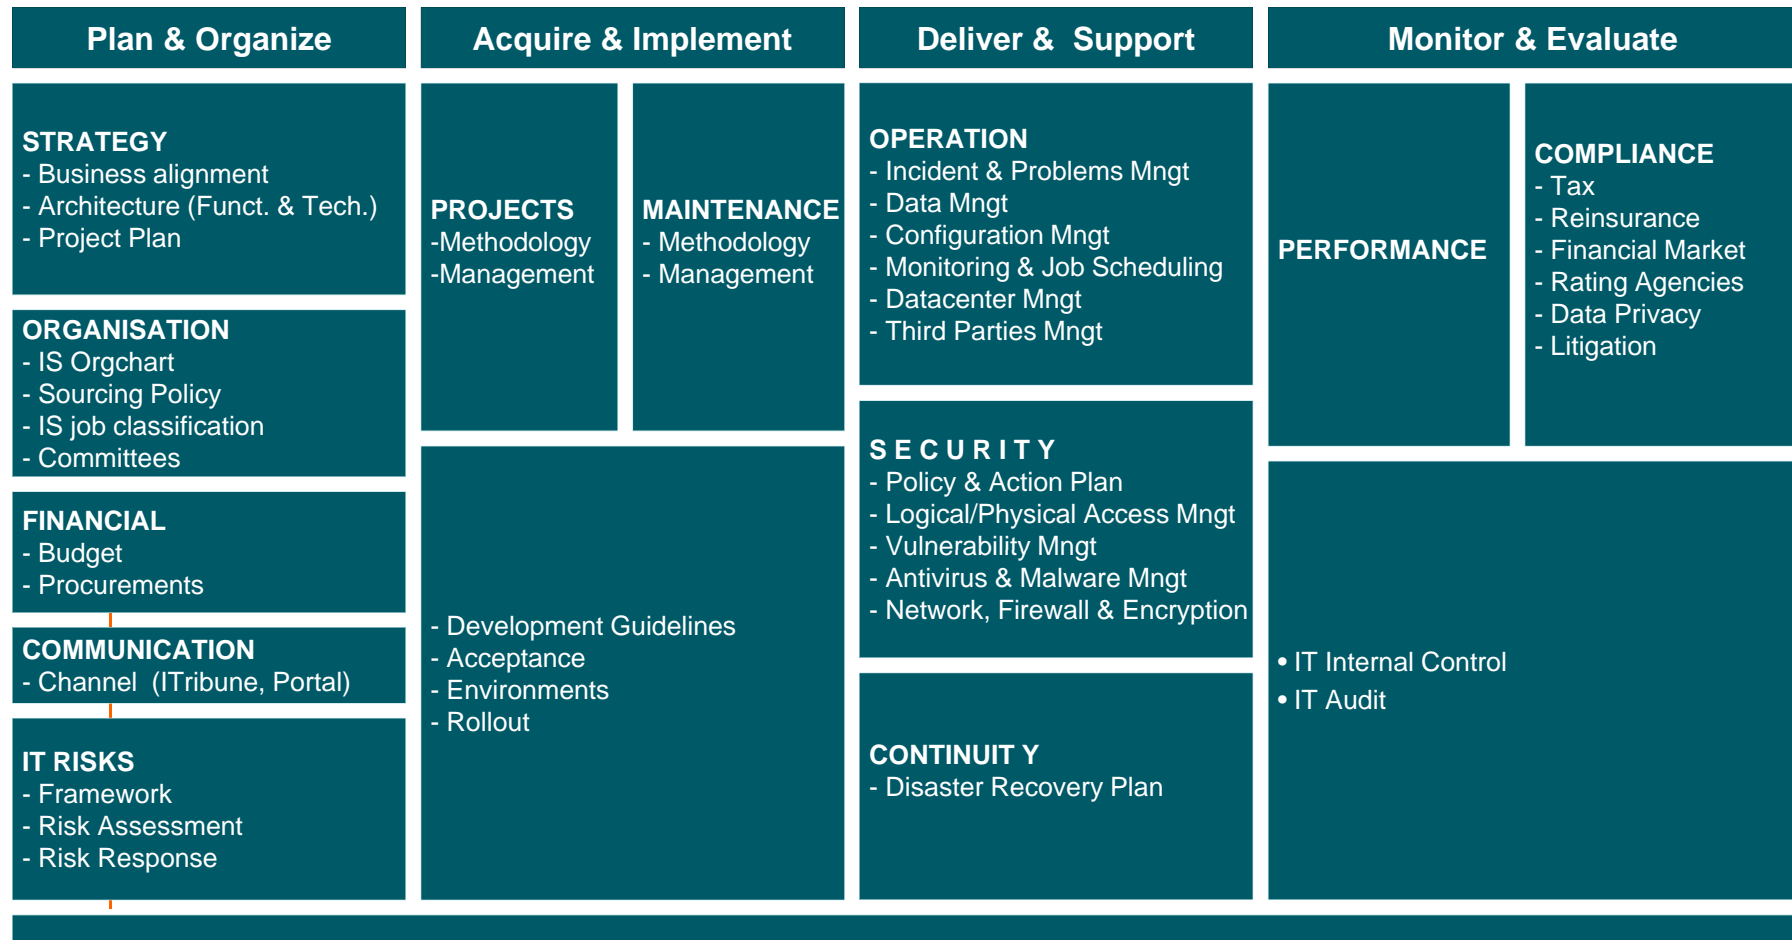 Plan & Organize
Acquire & Implement
Deliver &  Support
Monitor & Evaluate
STRATEGY
- Business alignment
- Architecture (Funct. & Tech.)
- Project Plan
ORGANISATION
- IS Orgchart
- Sourcing Policy
- IS job classification
- Committees
FINANCIAL
- Budget
- Procurements
COMMUNICATION
- Channel  (ITribune, Portal)
IT RISKS
- Framework
- Risk Assessment
- Risk Response
PROJECTS
-Methodology
-Management
MAINTENANCE
- Methodology
- Management
- Development Guidelines
- Acceptance
- Environments
- Rollout
OPERATION
- Incident & Problems Mngt
- Data Mngt
- Configuration Mngt
- Monitoring & Job Scheduling
- Datacenter Mngt
- Third Parties Mngt
S E C U R I T Y
- Policy & Action Plan
- Logical/Physical Access Mngt
- Vulnerability Mngt
- Antivirus & Malware Mngt
- Network, Firewall & Encryption
CONTINUIT Y
- Disaster Recovery Plan
PERFORMANCE
COMPLIANCE
- Tax
- Reinsurance
- Financial Market
- Rating Agencies
- Data Privacy
- Litigation
• IT Internal Control
• IT Audit